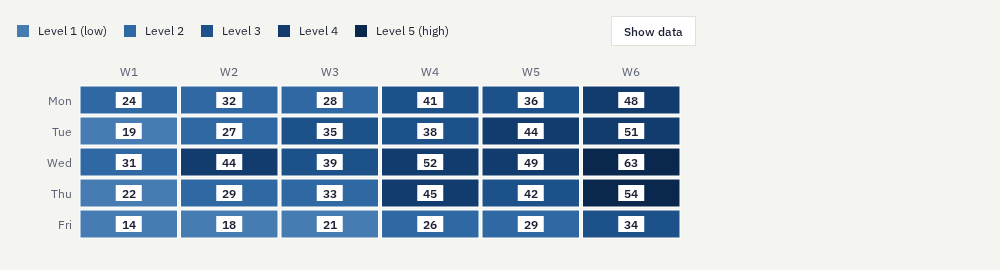 Level 1 (low) Level 2 Level 3 Level 4 Level 5 (high) Show data
W1 W2 W3 W4 W5 W6
Mon 24 32 28 41 36 48
Tue 19 27 35 38 44 51
Wed 31 44 39 52 49 63
Thu 22 29 33 45 42 54
Fri 14 18 21 26 29 34